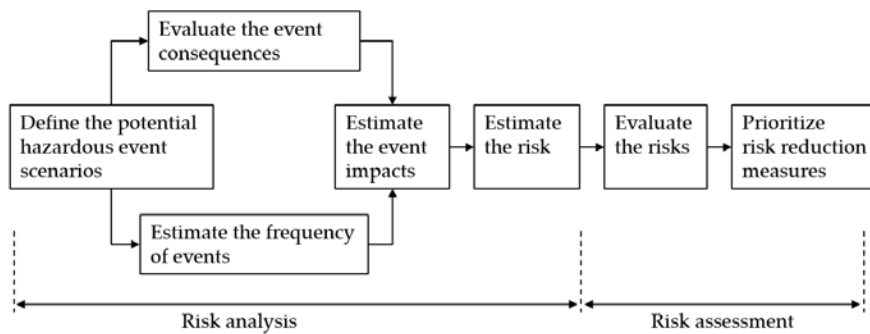 Evaluate the event
consequences
Define the potential
hazardous event
scenarios
Estimate the frequency
of events
Estimate
the event
impacts
Estimate
the risk
Evaluate
the risks
Prioritize
risk reduction
measures
Risk analysis
Risk assessment